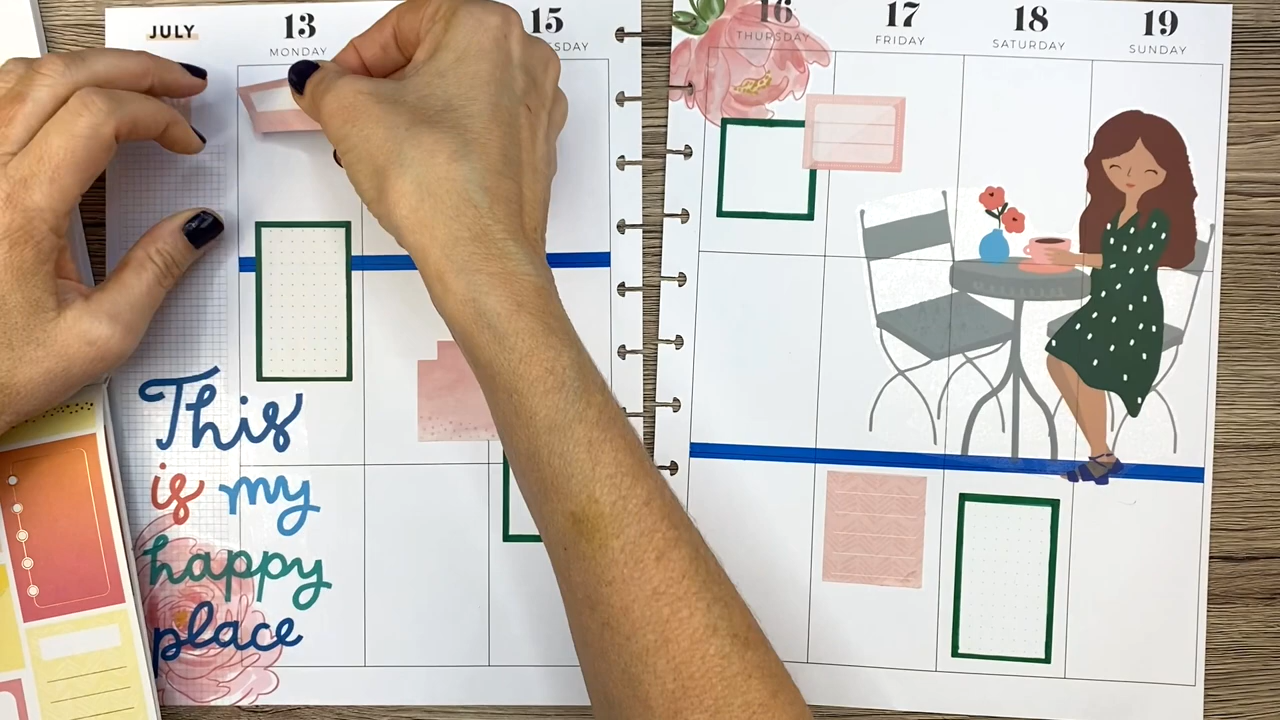 JULY
13
MONDAY
15
16
THURSDAY
17
FRIDAY
18
SATURDAY
19
SUNDAY
This
is my
happy
place